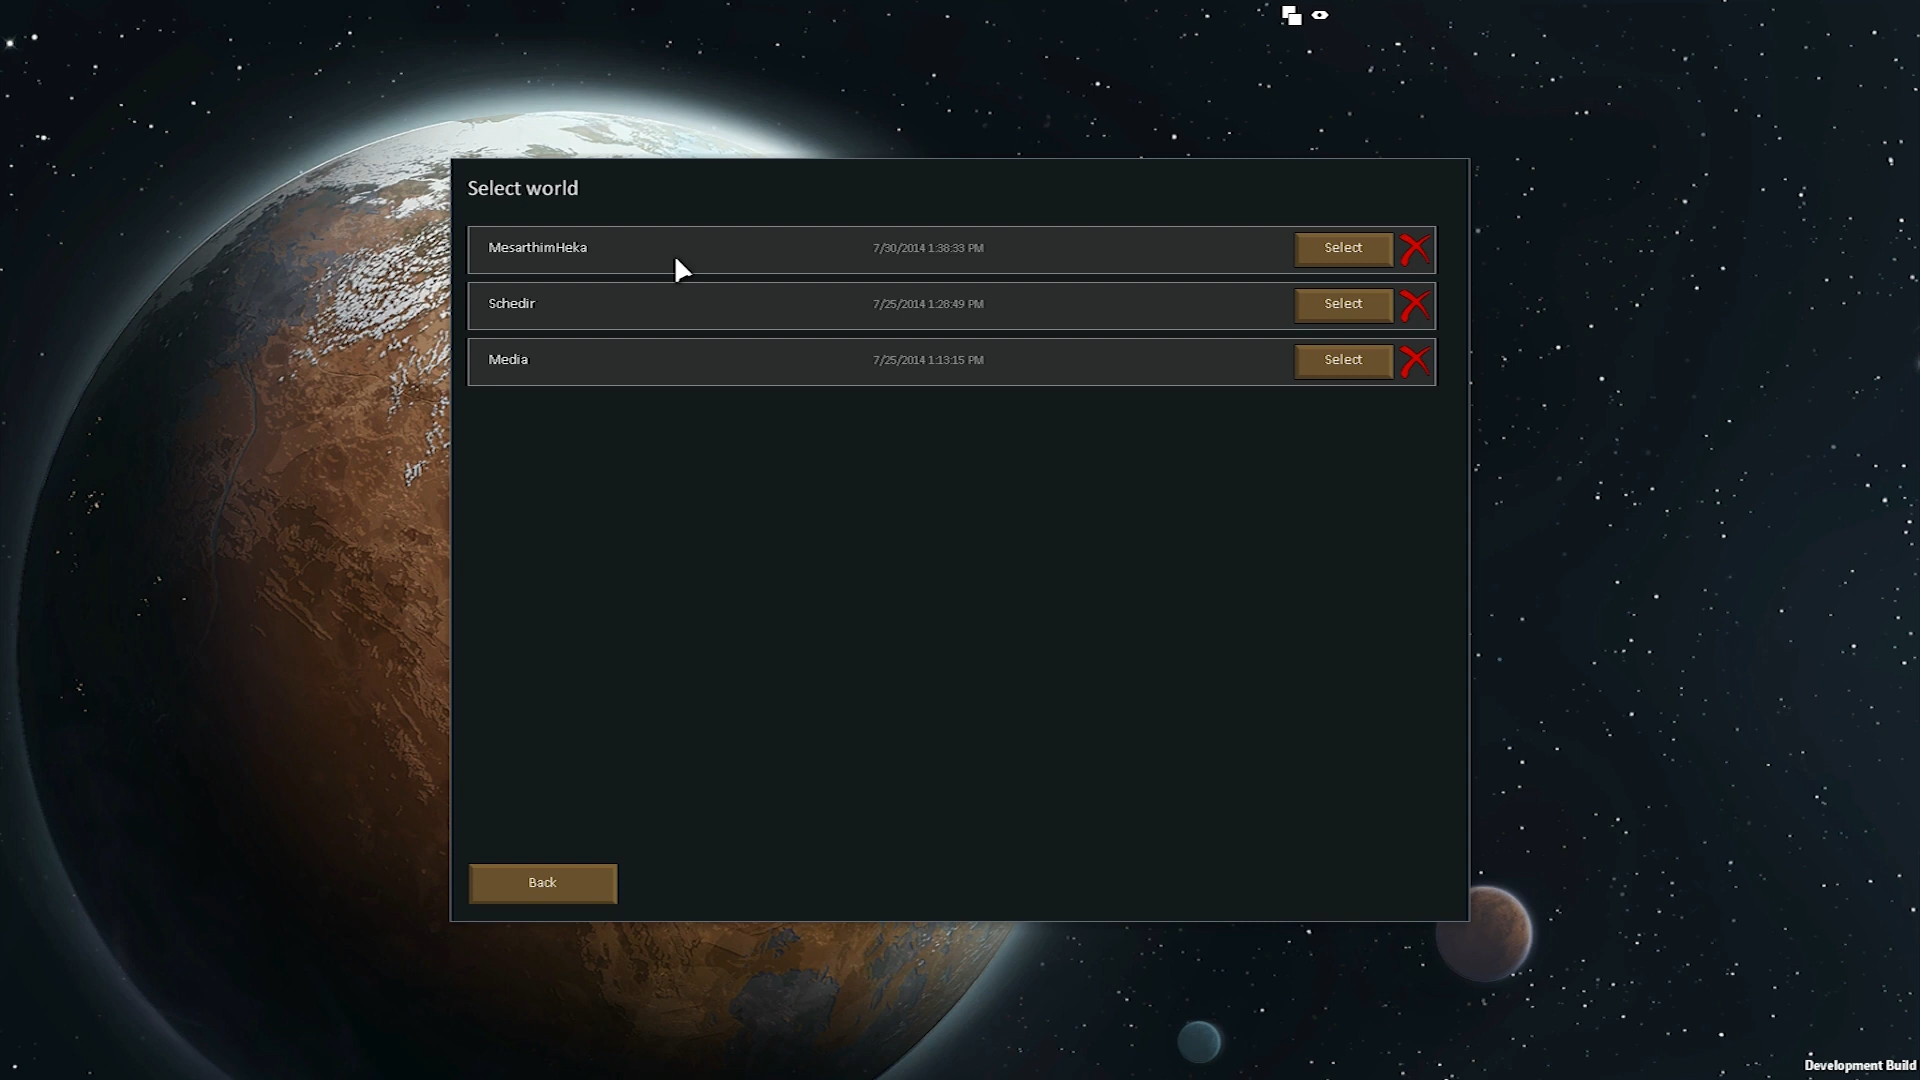 Select world
MesarthimHeka 7/30/2014 1:38:33 PM Select
Schedir 7/25/2014 1:28:49 PM Select
Media 7/25/2014 1:13:15 PM Select
Back
Development Build